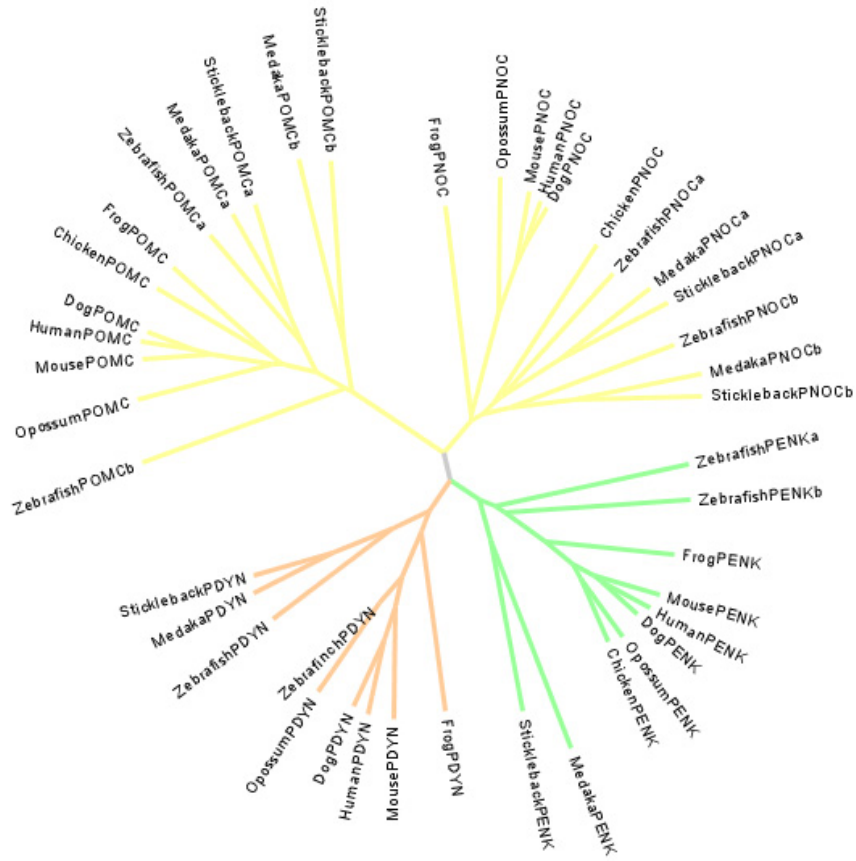 SticklebackPOMCb
MedakaPOMCb
SticklebackPOMCa
MedakaPOMCa
ZebrafishPOMCa
FrogPOMC
ChickenPOMC
DogPOMC
HumanPOMC
MousePOMC
OpossumPOMC
ZebrafishPOMCb
FrogPNOC
OpossumPNOC
MousePNOC
HumanPNOC
DogPNOC
ChickenPNOC
ZebrafishPNOCa
MedakaPNOCa
SticklebackPNOCa
ZebrafishPNOCb
MedakaPNOCb
SticklebackPNOCb
ZebrafishPENKa
ZebrafishPENKb
FrogPENK
MousePENK
HumanPENK
DogPENK
OpossumPENK
ChickenPENK
MedakaPENK
SticklebackPENK
FrogPDYN
MousePDYN
HumanPDYN
DogPDYN
OpossumPDYN
ZebrafinchPDYN
ZebrafishPDYN
MedakaPDYN
SticklebackPDYN